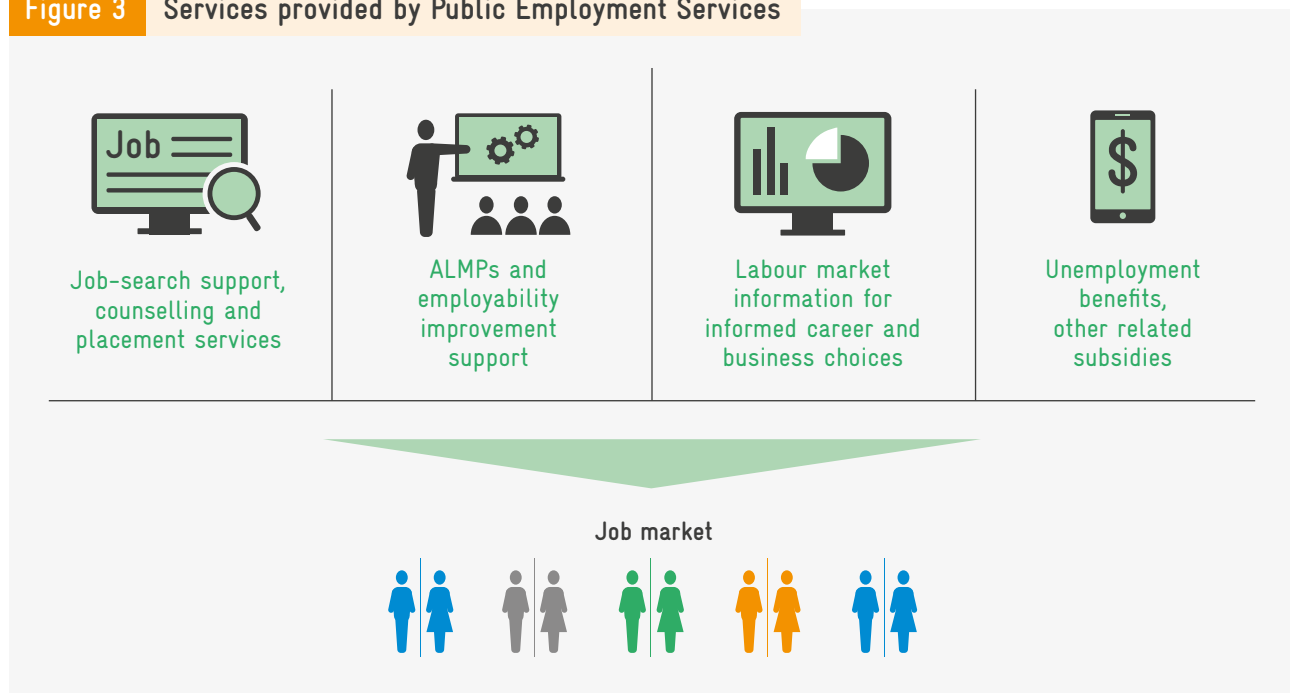 Figure 3
Services provided by Public Employment Services
Job
Job-search support,
counselling and
placement services
ALMPs and
employability
improvement
support
Labour market
information for
informed career and
business choices
$
Unemployment
benefits,
other related
subsidies
Job market